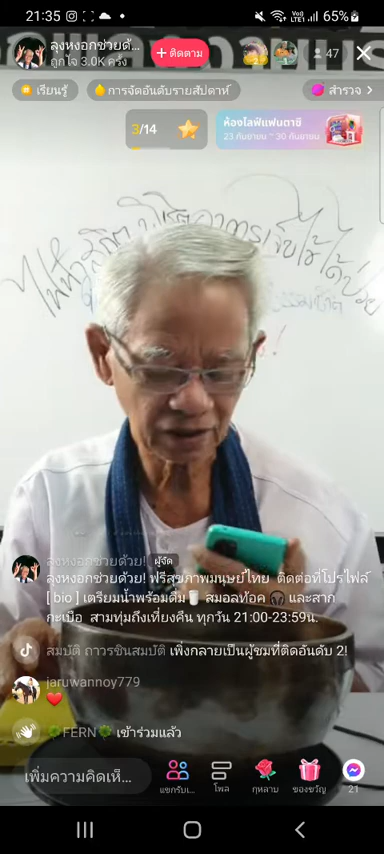 21:35
65%
ลุงหงอกช่วยด้...
ถูกใจ 3.0K ครั้ง
+ ติดตาม
47
เรียนรู้
การจัดอันดับรายสัปดาห์
สำรวจ >
3/14
ห้องไลฟ์แฟนตาซี
23 กันยายน ~ 30 กันยายน
ลุงหงอกช่วยด้วย! ผู้จัด
ลุงหงอกช่วยด้วย! ฟรีสุขภาพมนุษย์ไทย ติดต่อที่โปรไฟล์
[ bio ] เตรียมน้ำพร้อมดื่ม🥛 สมอลทัอค 🎧 และสาก
กะเบือ สามทุ่มถึงเที่ยงคืน ทุกวัน 21:00-23:59น.
สมบัติ ถาวรชินสมบัติ เพิ่งกลายเป็นผู้ชมที่ติดอันดับ 2!
jaruwannoy779
❤️
🍀FERN🍀 เข้าร่วมแล้ว
เพิ่มความคิดเห็...
แขกรับเ...
โพล
กุหลาบ
ของขวัญ
21